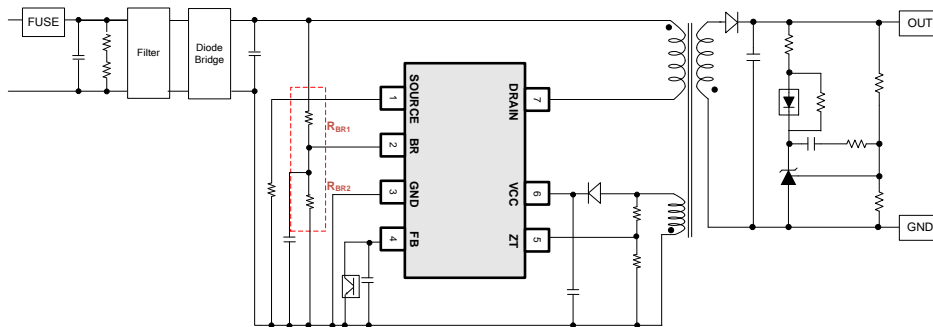 FUSE
Filter
Diode
Bridge
OUT
GND
SOURCE
1
BR
2
GND
3
FB
4
DRAIN
7
VCC
6
ZT
5
RBR1
RBR2